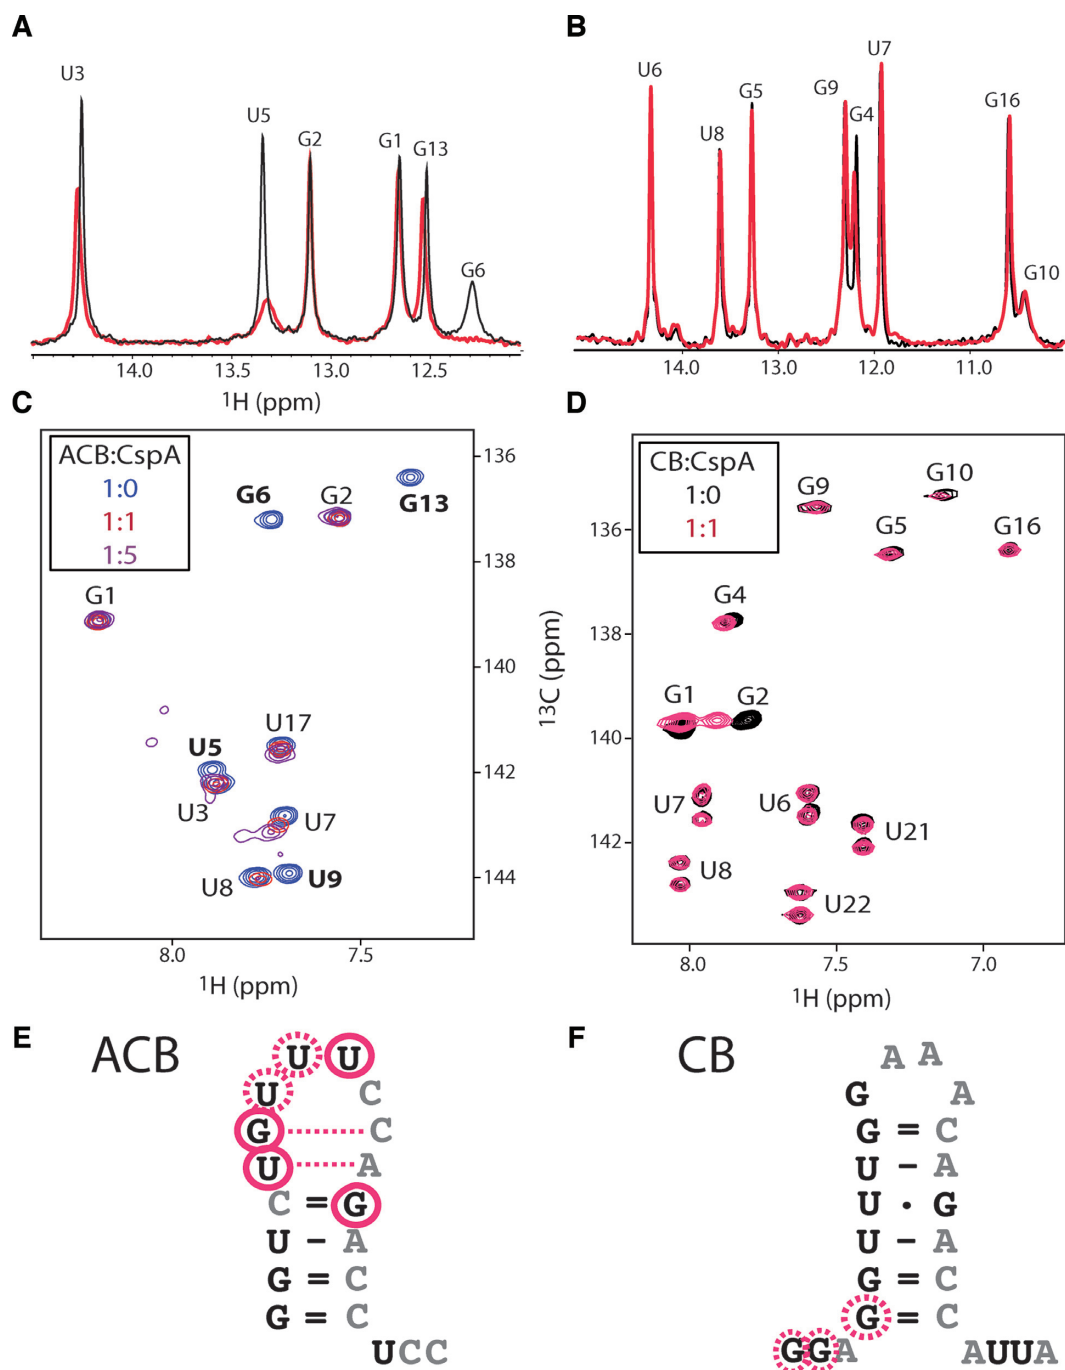 A
U3
U5
G2
G1
G13
G6
14.0 13.5 13.0 12.5
1H (ppm)
B
U6
U8
G5
G9
G4
U7
G16
G10
14.0 13.0 12.0 11.0
C
ACB:CspA
1:0
1:1
1:5
G6
G2
G13
G1
U17
U5
U3
U7
U8
U9
136
138
140
142
144
13C (ppm)
8.0 7.5
1H (ppm)
D
CB:CspA
1:0
1:1
G9
G10
G5
G16
G4
G1
G2
U7
U6
U21
U8
U22
136
138
140
142
8.0 7.5 7.0
1H (ppm)
E
ACB
U U
U C
G C
U A
C = G
U – A
G = C
G = C
UCC
F
CB
A A
G A
G = C
U – A
U · G
U – A
G = C
G = C
GGA AUUA